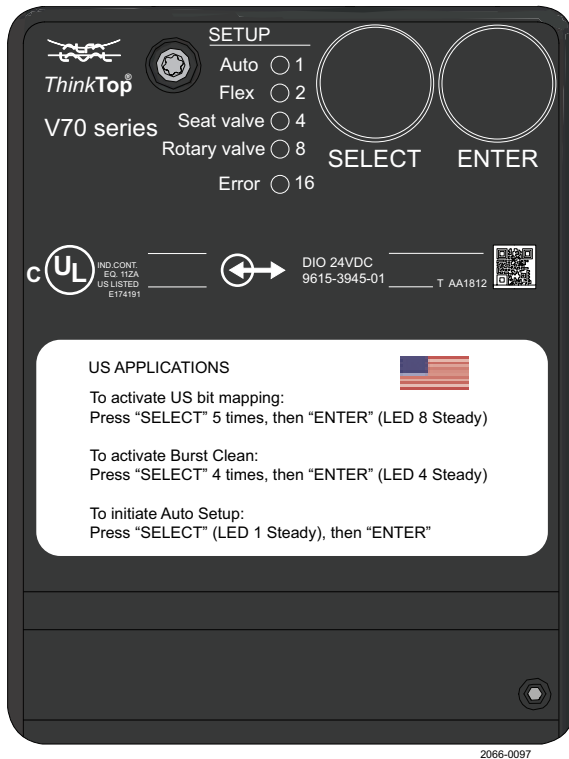 SETUP
ThinkTop®
V70 series
Auto 1
Flex 2
Seat valve 4
Rotary valve 8
Error 16
SELECT
ENTER
C UL
IND.CONT.
EQ. 11ZA
US LISTED
E174191
DIO 24VDC
9615-3945-01
T AA1812
US APPLICATIONS
To activate US bit mapping:
Press “SELECT” 5 times, then “ENTER” (LED 8 Steady)
To activate Burst Clean:
Press “SELECT” 4 times, then “ENTER” (LED 4 Steady)
To initiate Auto Setup:
Press “SELECT” (LED 1 Steady), then “ENTER”
2066-0097